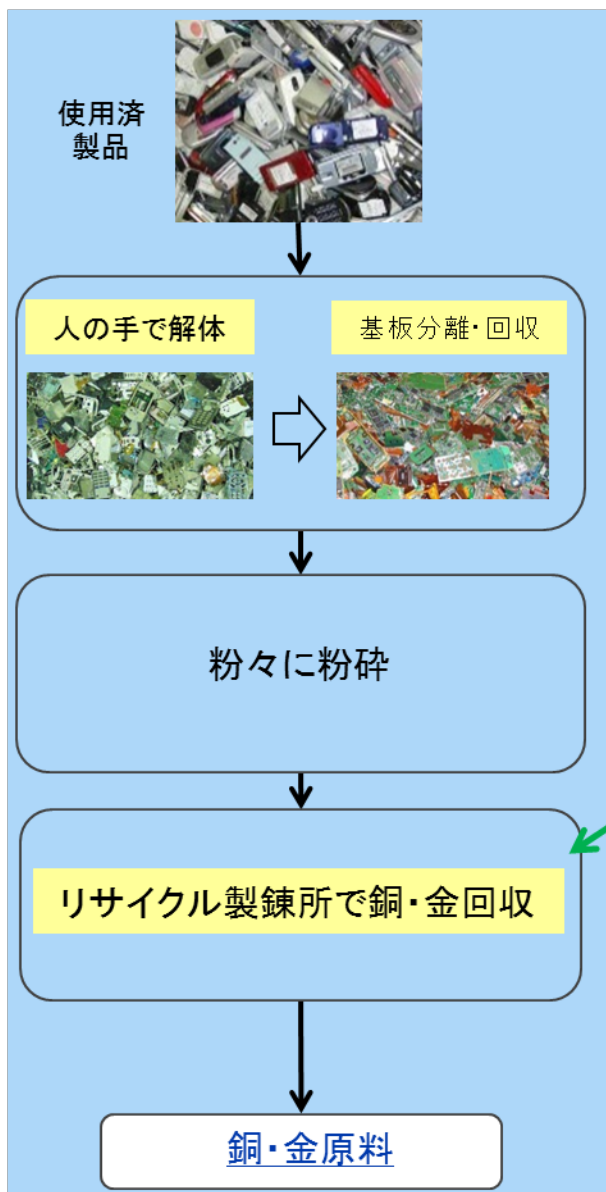 使用済
製品
人の手で解体
基板分離・回収
粉々に粉砕
リサイクル製錬所で銅・金回収
銅・金原料